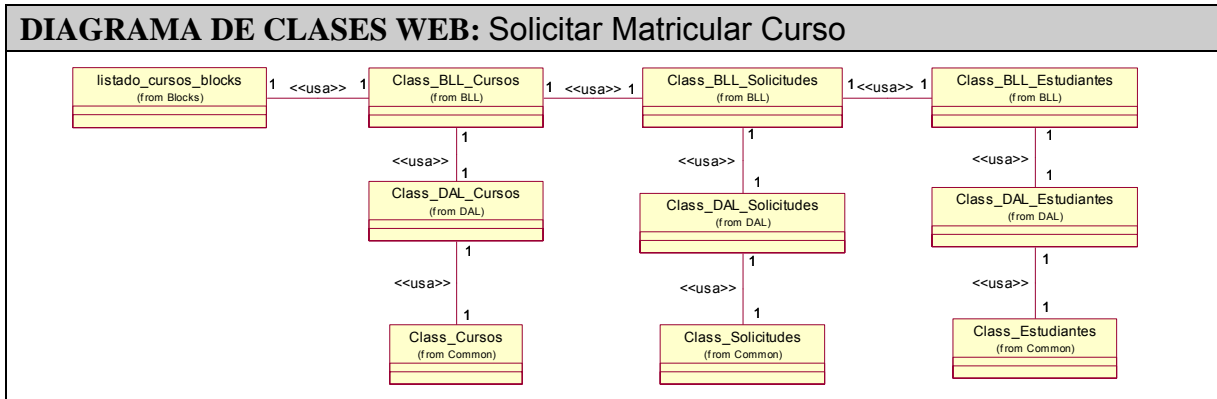 DIAGRAMA DE CLASES WEB: Solicitar Matricular Curso
listado_cursos_blocks
(from Blocks)
1 <<usa>> 1
Class_BLL_Cursos
(from BLL)
1 <<usa>> 1
Class_BLL_Solicitudes
(from BLL)
1 <<usa>> 1
Class_BLL_Estudiantes
(from BLL)
1
<<usa>>
1
1
<<usa>>
1
1
<<usa>>
1
Class_DAL_Cursos
(from DAL)
Class_DAL_Solicitudes
(from DAL)
Class_DAL_Estudiantes
(from DAL)
1
<<usa>>
1
1
<<usa>>
1
1
<<usa>>
1
Class_Cursos
(from Common)
Class_Solicitudes
(from Common)
Class_Estudiantes
(from Common)